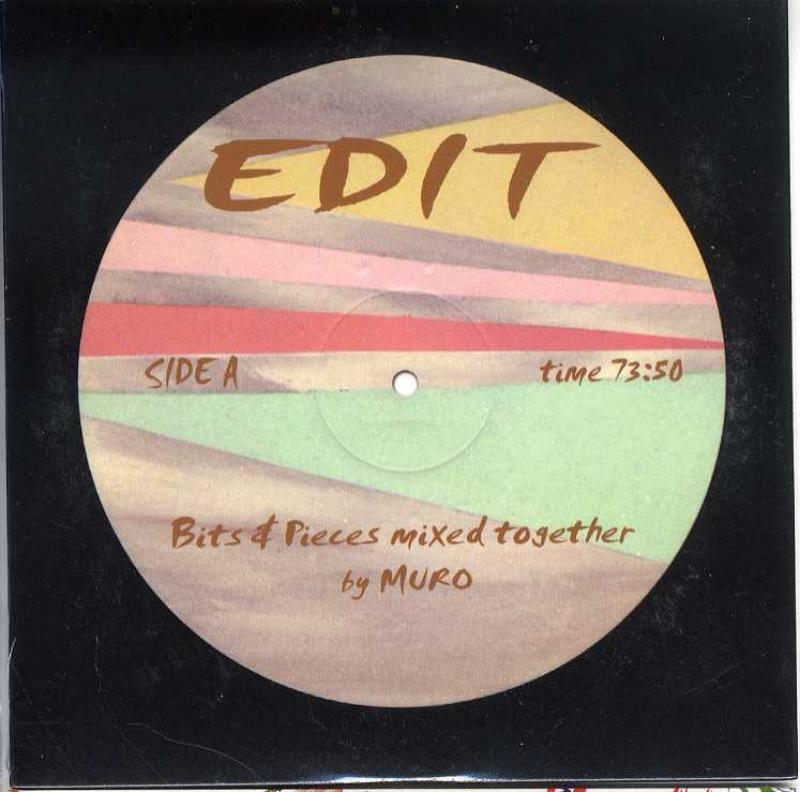 EDIT
SIDE A
time 73:50
Bits & Pieces mixed together
by MURO